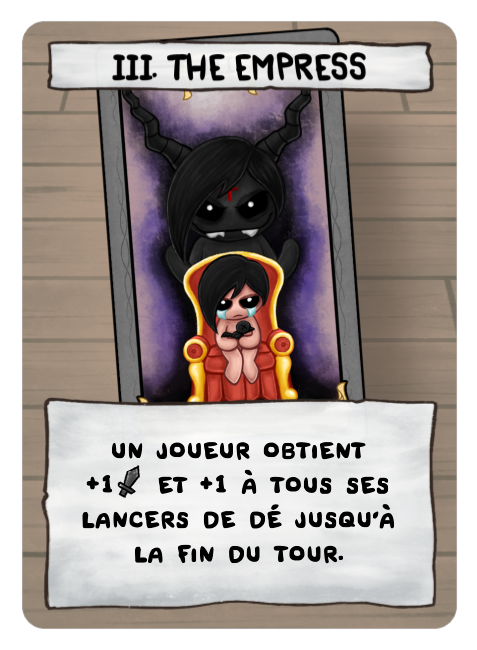 III. THE EMPRESS
UN JOUEUR OBTIENT
+1 ET +1 À TOUS SES
LANCERS DE DÉ JUSQU'À
LA FIN DU TOUR.